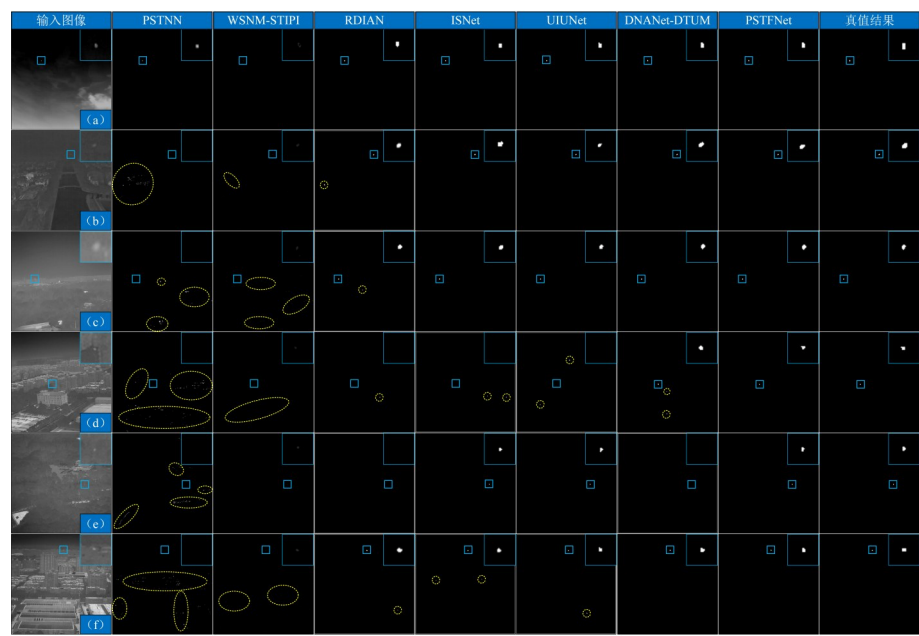 输入图像 PSTNN WSNM-STIPI RDIAN ISNet UIUNet DNANet-DTUM PSTFNet 真值结果
(a)
(b)
(c)
(d)
(e)
(f)